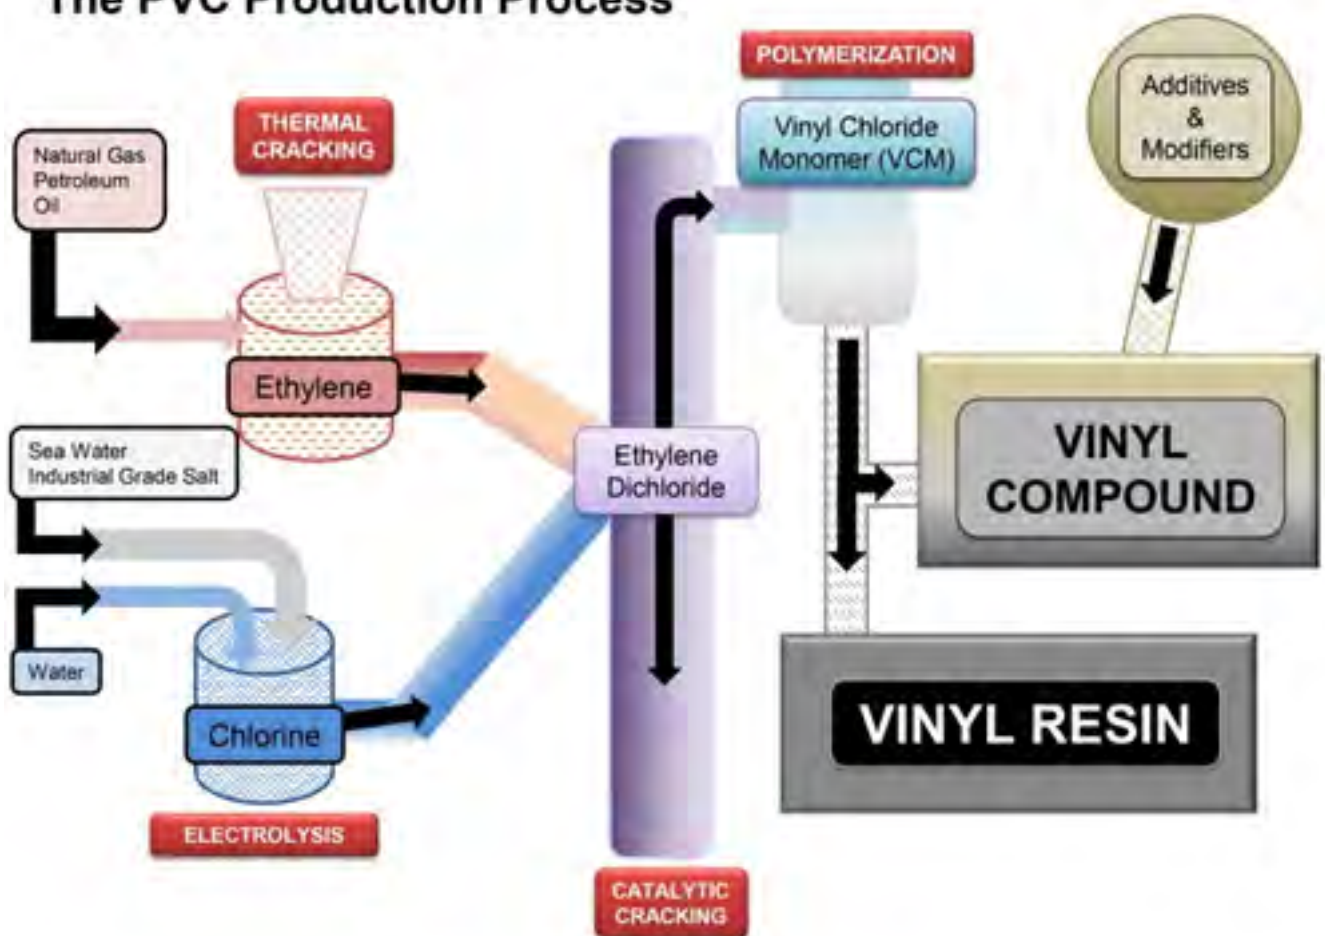 The PVC Production Process
POLYMERIZATION
Additives
&
Modifiers
THERMAL
CRACKING
Vinyl Chloride
Monomer (VCM)
Natural Gas
Petroleum
Oil
Ethylene
Sea Water
Industrial Grade Salt
Ethylene
Dichloride
VINYL
COMPOUND
Water
Chlorine
VINYL RESIN
ELECTROLYSIS
CATALYTIC
CRACKING